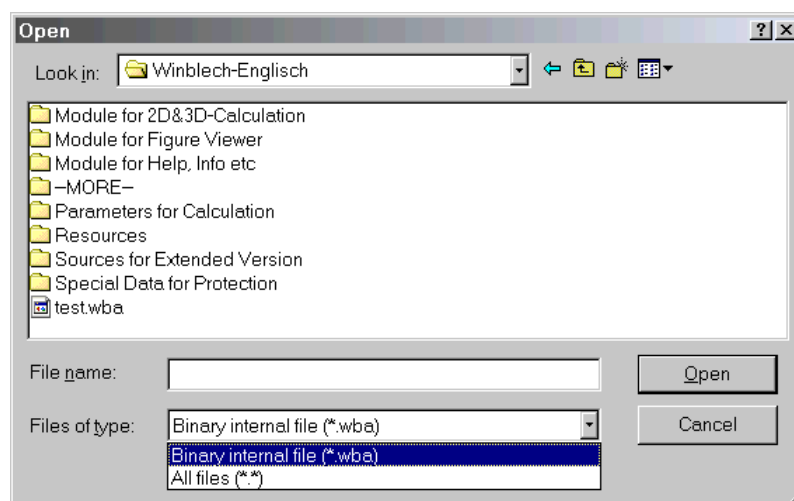 Open
Look in: Winblech-Englisch
Module for 2D&3D-Calculation
Module for Figure Viewer
Module for Help, Info etc
–MORE–
Parameters for Calculation
Resources
Sources for Extended Version
Special Data for Protection
test.wba
File name:
Open
Files of type: Binary internal file (*.wba)
Cancel
Binary internal file (*.wba)
All files (*.*)